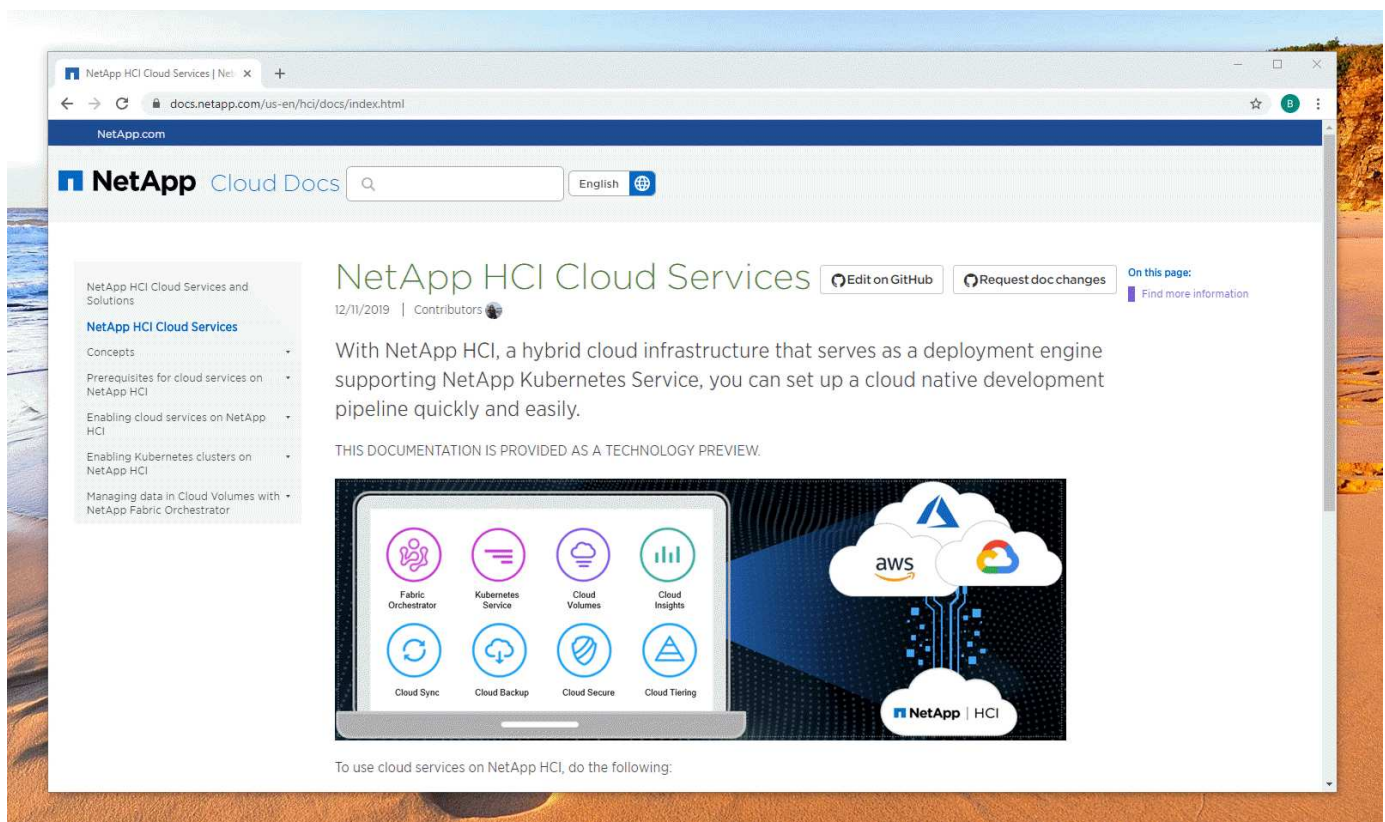 NetApp HCI Cloud Services | Net
docs.netapp.com/us-en/hci/docs/index.html
B
NetApp.com
NetApp Cloud Docs
English
NetApp HCI Cloud Services and
Solutions
NetApp HCI Cloud Services
Concepts
Prerequisites for cloud services on
NetApp HCI
Enabling cloud services on NetApp
HCI
Enabling Kubernetes clusters on
NetApp HCI
Managing data in Cloud Volumes with
NetApp Fabric Orchestrator
NetApp HCI Cloud Services
Edit on GitHub
Request doc changes
12/11/2019 | Contributors
With NetApp HCI, a hybrid cloud infrastructure that serves as a deployment engine
supporting NetApp Kubernetes Service, you can set up a cloud native development
pipeline quickly and easily.
THIS DOCUMENTATION IS PROVIDED AS A TECHNOLOGY PREVIEW.
Fabric
Orchestrator
Kubernetes
Service
Cloud
Volumes
Cloud
Insights
Cloud Sync
Cloud Backup
Cloud Secure
Cloud Tiering
aws
NetApp | HCI
To use cloud services on NetApp HCI, do the following:
On this page:
Find more information